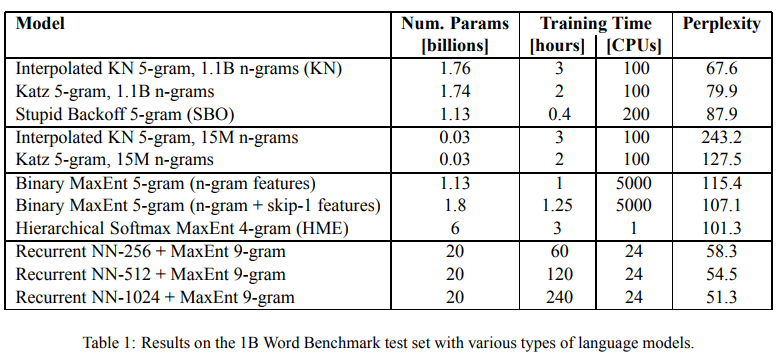 Model Num. Params Training Time Perplexity
[billions] [hours] [CPUs]
Interpolated KN 5-gram, 1.1B n-grams (KN) 1.76 3 100 67.6
Katz 5-gram, 1.1B n-grams 1.74 2 100 79.9
Stupid Backoff 5-gram (SBO) 1.13 0.4 200 87.9
Interpolated KN 5-gram, 15M n-grams 0.03 3 100 243.2
Katz 5-gram, 15M n-grams 0.03 2 100 127.5
Binary MaxEnt 5-gram (n-gram features) 1.13 1 5000 115.4
Binary MaxEnt 5-gram (n-gram + skip-1 features) 1.8 1.25 5000 107.1
Hierarchical Softmax MaxEnt 4-gram (HME) 6 3 1 101.3
Recurrent NN-256 + MaxEnt 9-gram 20 60 24 58.3
Recurrent NN-512 + MaxEnt 9-gram 20 120 24 54.5
Recurrent NN-1024 + MaxEnt 9-gram 20 240 24 51.3
Table 1: Results on the 1B Word Benchmark test set with various types of language models.